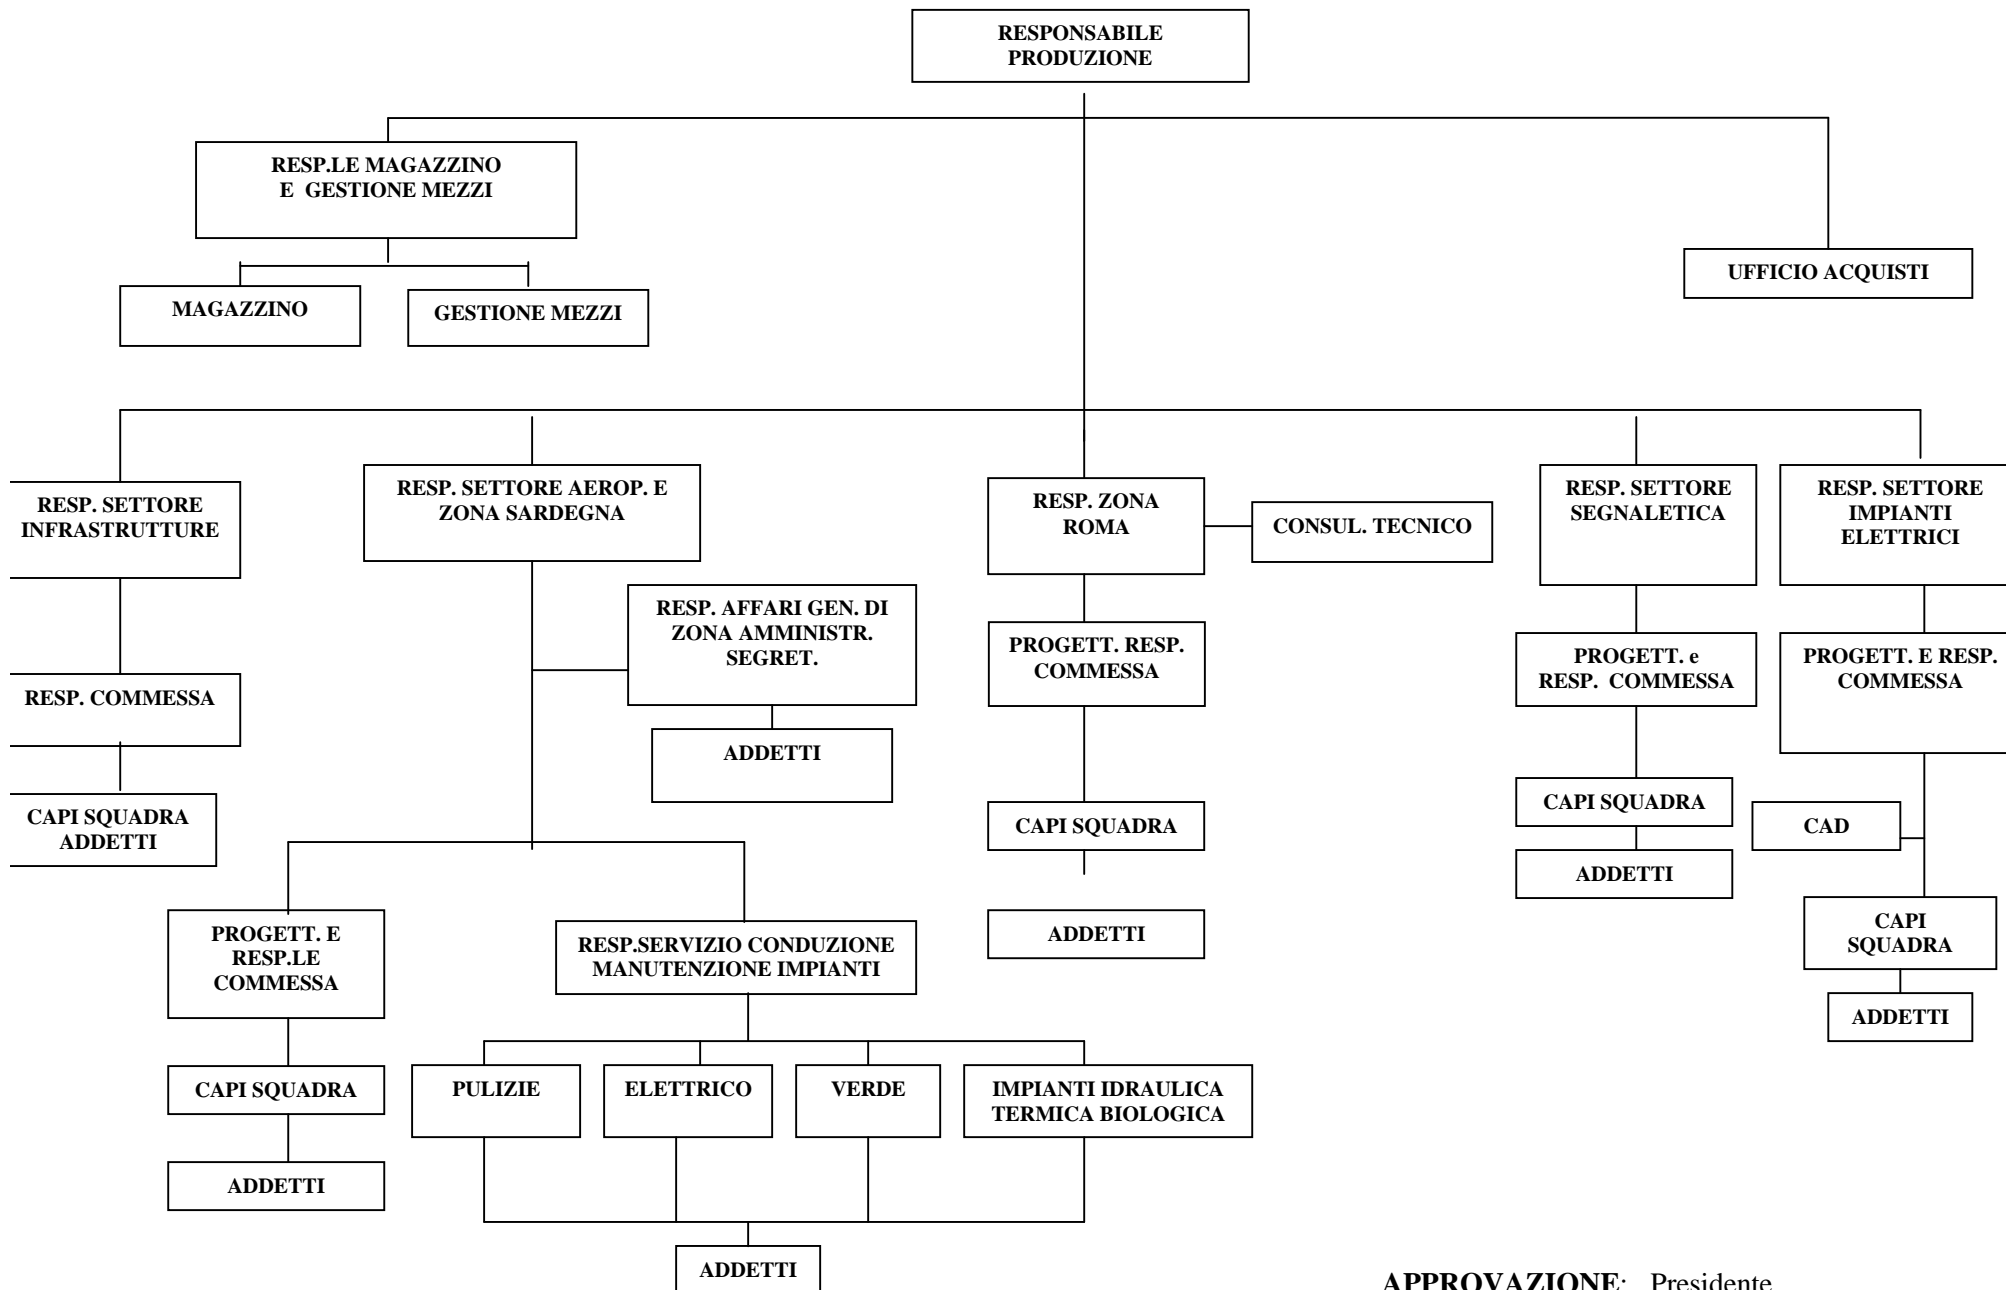 RESPONSABILE
PRODUZIONE
RESP.LE MAGAZZINO
E GESTIONE MEZZI
UFFICIO ACQUISTI
MAGAZZINO
GESTIONE MEZZI
RESP. SETTORE
INFRASTRUTTURE
RESP. SETTORE AEROP. E
ZONA SARDEGNA
RESP. ZONA
ROMA
CONSUL. TECNICO
RESP. SETTORE
SEGNALETICA
RESP. SETTORE
IMPIANTI
ELETTRICI
RESP. AFFARI GEN. DI
ZONA AMMINISTR.
SEGRET.
PROGETT. RESP.
COMMESSA
PROGETT. e
RESP. COMMESSA
PROGETT. E RESP.
COMMESSA
RESP. COMMESSA
ADDETTI
CAPI SQUADRA
ADDETTI
CAPI SQUADRA
CAPI SQUADRA
CAD
ADDETTI
PROGETT. E
RESP.LE
COMMESSA
RESP.SERVIZIO CONDUZIONE
MANUTENZIONE IMPIANTI
ADDETTI
CAPI
SQUADRA
ADDETTI
CAPI SQUADRA
PULIZIE
ELETTRICO
VERDE
IMPIANTI IDRAULICA
TERMICA BIOLOGICA
ADDETTI
ADDETTI
APPROVAZIONE: Presidente